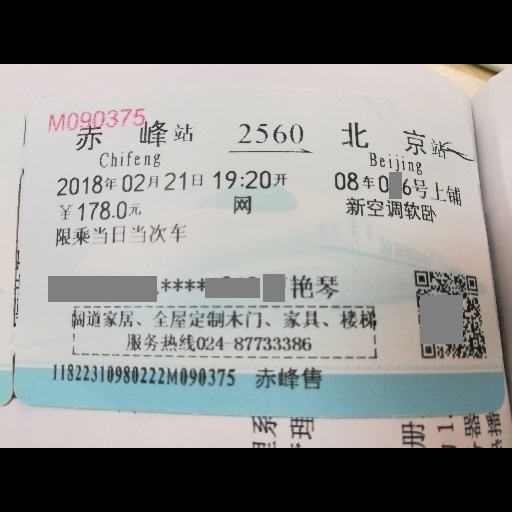 M090375
赤峰站 2560 北京站
Chifeng Beijing
2018年02月21日 19:20开 08车0 6号上铺
￥178.0元 网 新空调软卧
限乘当日当次车
**** 艳琴
阔道家居、全屋定制木门、家具、楼梯
服务热线024-87733386
11822310980222M090375 赤峰售